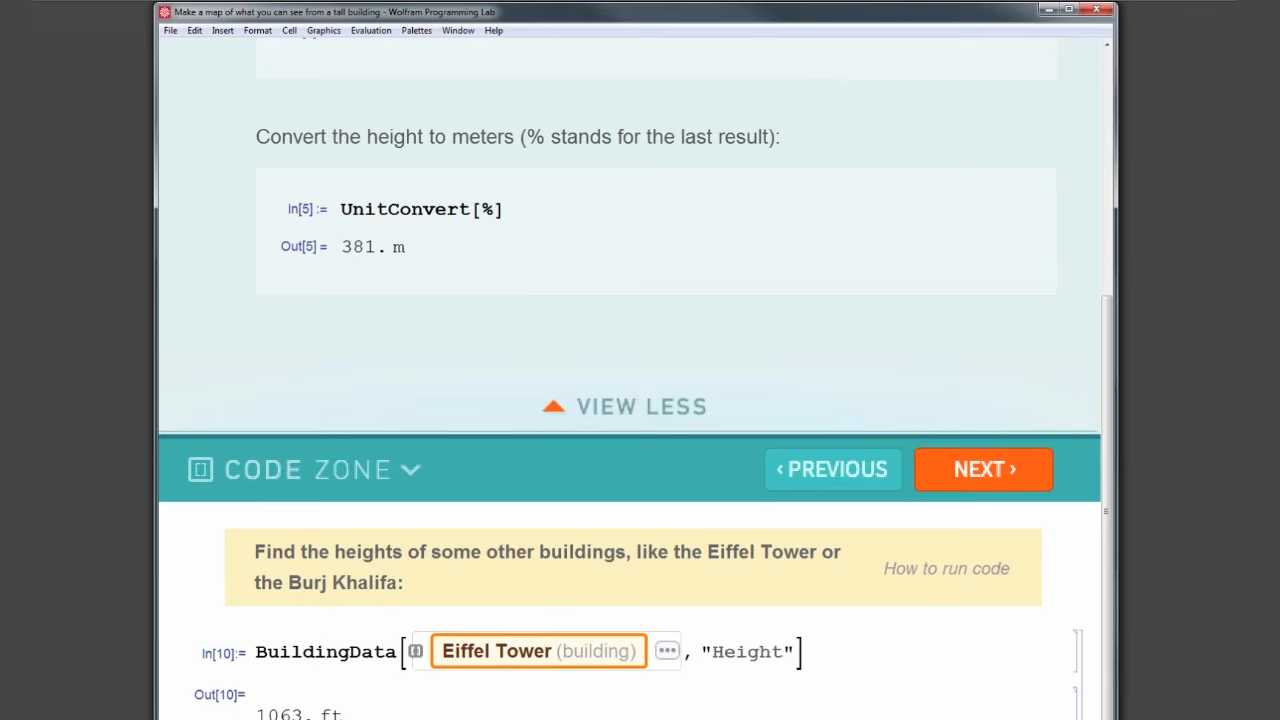 Make a map of what you can see from a tall building - Wolfram Programming Lab
File Edit Insert Format Cell Graphics Evaluation Palettes Window Help
Convert the height to meters (% stands for the last result):
In[5]:= UnitConvert[%]
Out[5]= 381. m
VIEW LESS
[] CODE ZONE ‹ PREVIOUS NEXT ›
Find the heights of some other buildings, like the Eiffel Tower or
the Burj Khalifa:
How to run code
In[10]:= BuildingData[ Eiffel Tower (building) ••• , "Height"]
Out[10]=
1063. ft